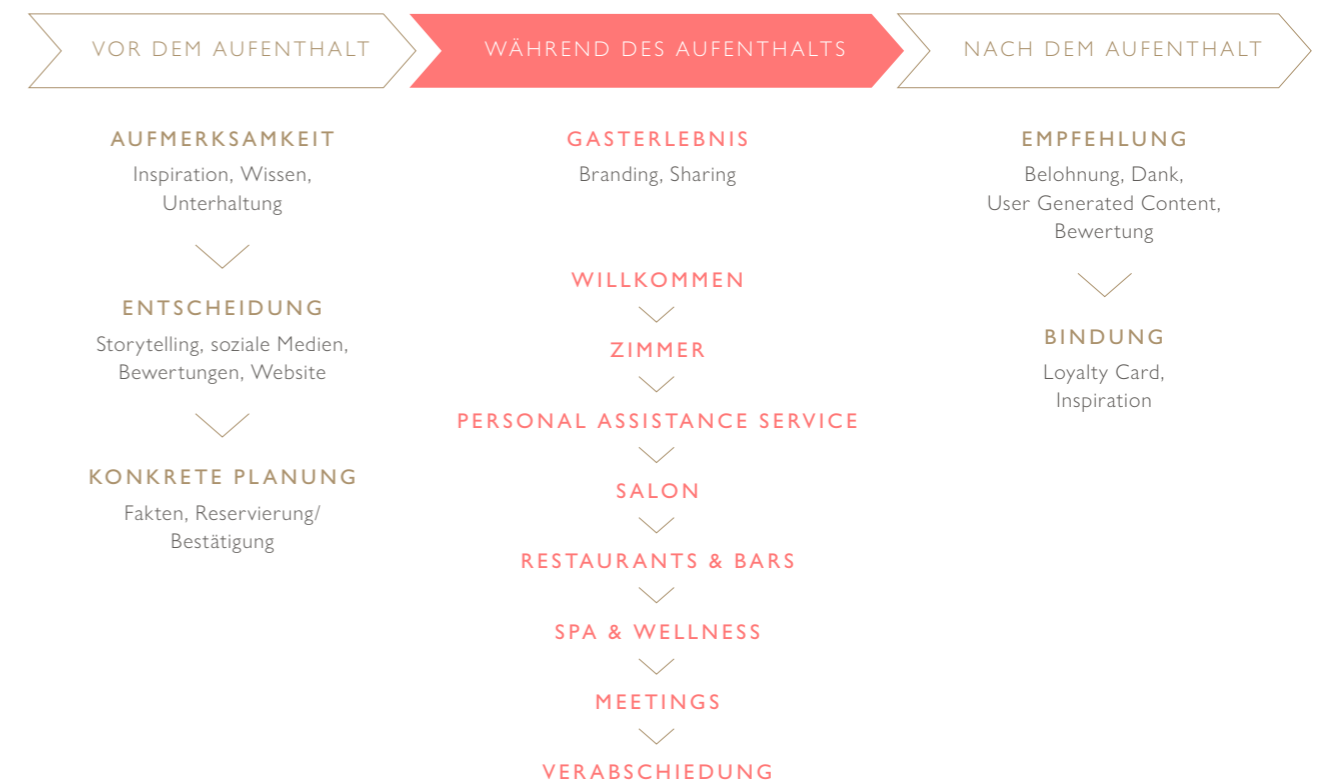 VOR DEM AUFENTHALT
WÄHREND DES AUFENTHALTS
NACH DEM AUFENTHALT
AUFMERKSAMKEIT
Inspiration, Wissen,
Unterhaltung
ENTSCHEIDUNG
Storytelling, soziale Medien,
Bewertungen, Website
KONKRETE PLANUNG
Fakten, Reservierung/
Bestätigung
GASTERLEBNIS
Branding, Sharing
WILLKOMMEN
ZIMMER
PERSONAL ASSISTANCE SERVICE
SALON
RESTAURANTS & BARS
SPA & WELLNESS
MEETINGS
VERABSCHIEDUNG
EMPFEHLUNG
Belohnung, Dank,
User Generated Content,
Bewertung
BINDUNG
Loyalty Card,
Inspiration